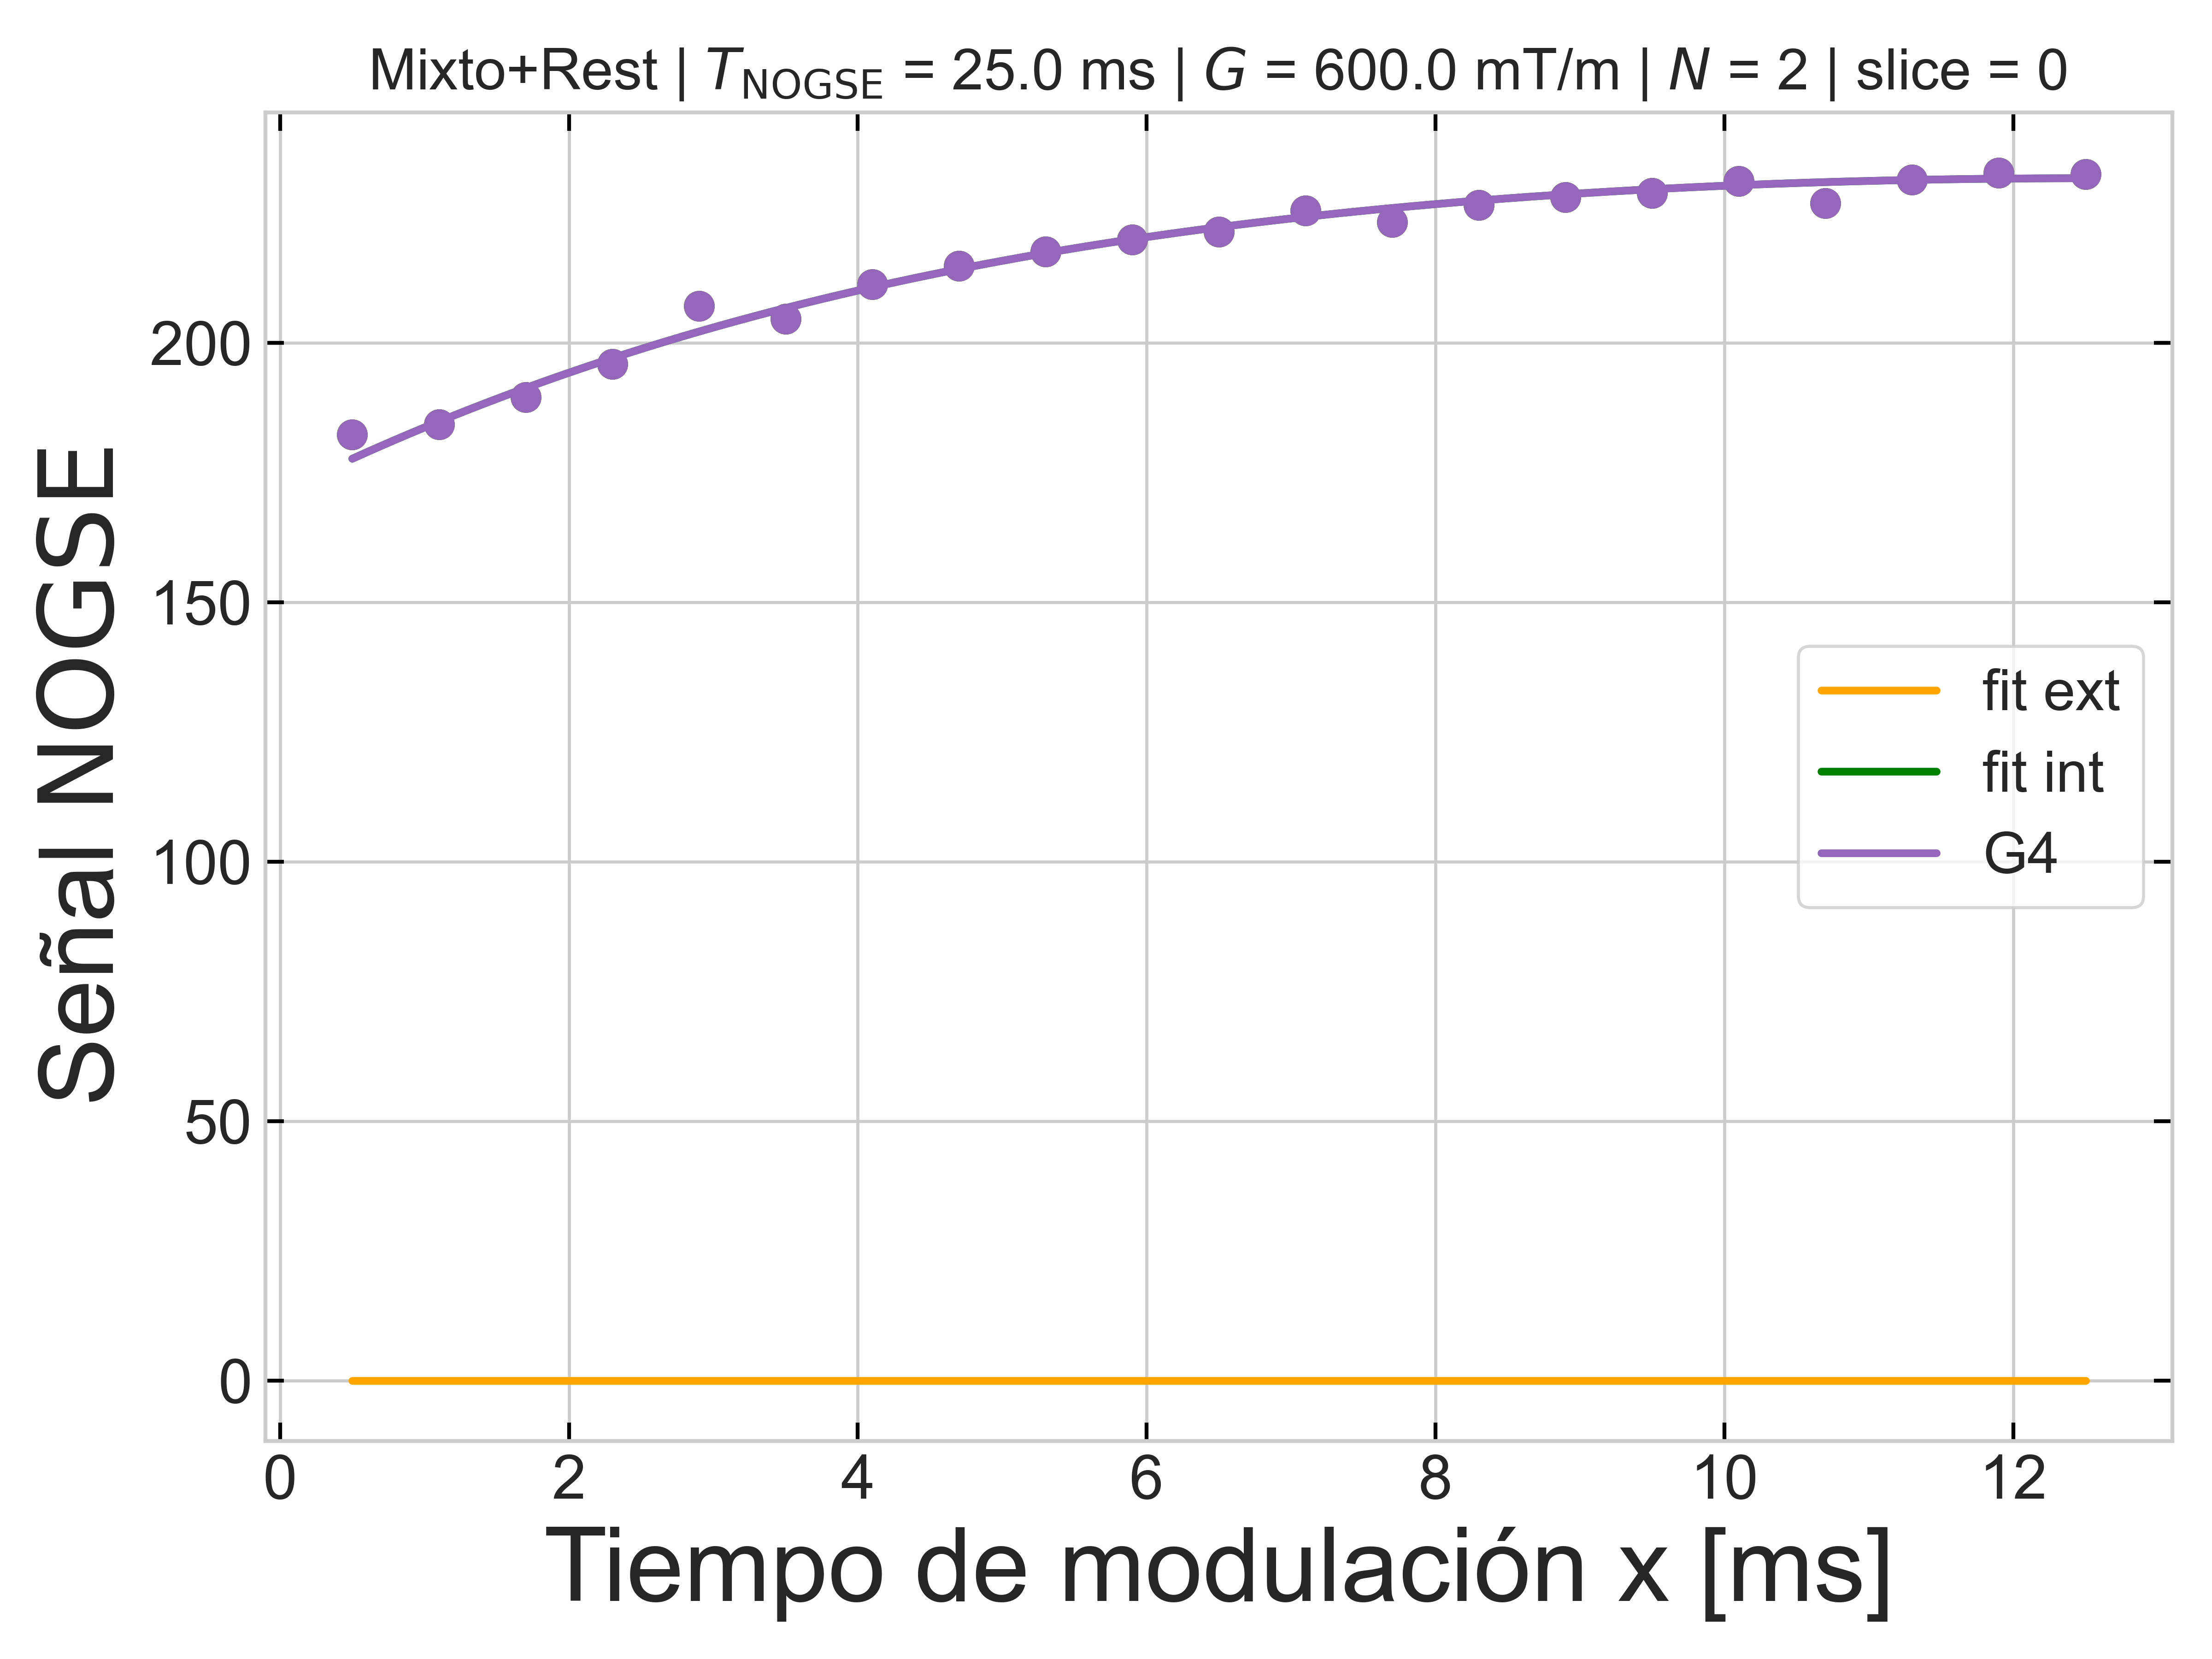 Mixto+Rest | T_NOGSE = 25.0 ms | G = 600.0 mT/m | N = 2 | slice = 0
Señal NOGSE
200
150
100
50
0
fit ext
fit int
G4
0 2 4 6 8 10 12
Tiempo de modulación x [ms]